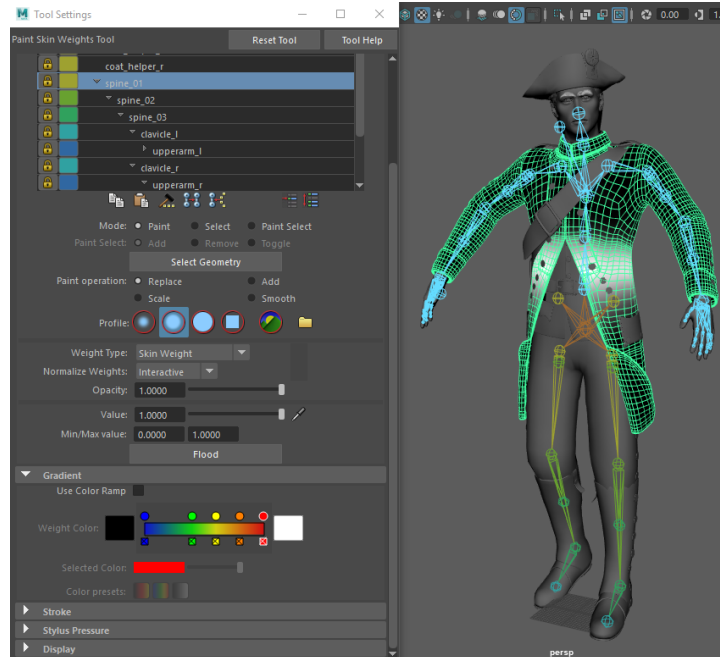 Tool Settings
Paint Skin Weights Tool
Reset Tool
Tool Help
coat_helper_r
spine_01
spine_02
spine_03
clavicle_l
upperarm_l
clavicle_r
upperarm_r
Mode: Paint Select Paint Select
Paint Select: Add Remove Toggle
Select Geometry
Paint operation: Replace Add
Scale Smooth
Profile:
Weight Type: Skin Weight
Normalize Weights: Interactive
Opacity: 1.0000
Value: 1.0000
Min/Max value: 0.0000 1.0000
Flood
Gradient
Use Color Ramp
Weight Color:
Selected Color:
Color presets:
Stroke
Stylus Pressure
Display
0.00
persp